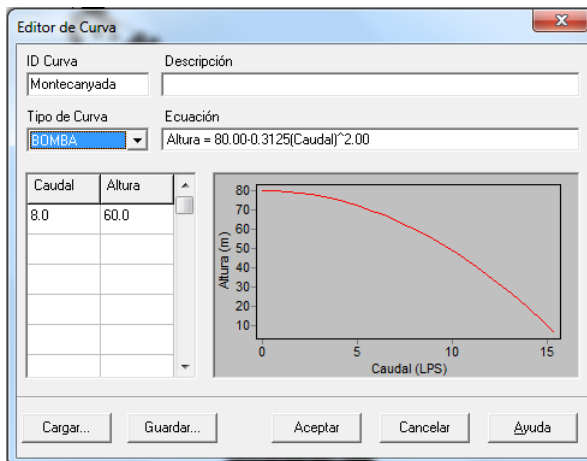 Editor de Curva
ID Curva Descripción
Montecanyada
Tipo de Curva Ecuación
BOMBA Altura = 80.00-0.3125(Caudal)^2.00
Caudal Altura
8.0 60.0
80
70
60
50
40
30
20
10
Altura (m)
0 5 10 15
Caudal (LPS)
Cargar... Guardar... Aceptar Cancelar Ayuda